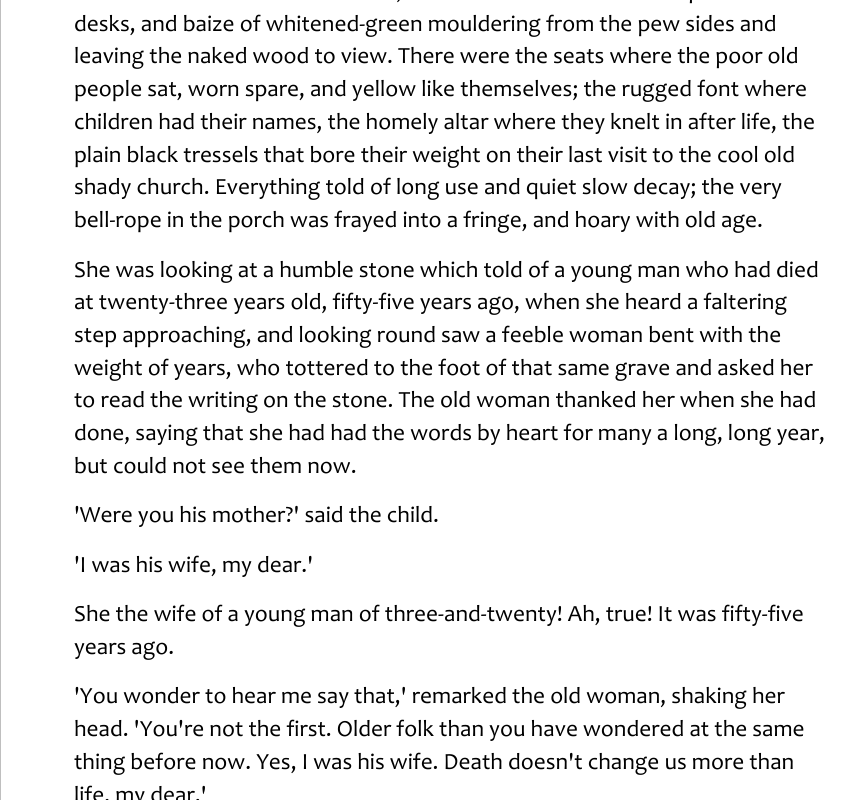 desks, and baize of whitened-green mouldering from the pew sides and
leaving the naked wood to view. There were the seats where the poor old
people sat, worn spare, and yellow like themselves; the rugged font where
children had their names, the homely altar where they knelt in after life, the
plain black tressels that bore their weight on their last visit to the cool old
shady church. Everything told of long use and quiet slow decay; the very
bell-rope in the porch was frayed into a fringe, and hoary with old age.
She was looking at a humble stone which told of a young man who had died
at twenty-three years old, fifty-five years ago, when she heard a faltering
step approaching, and looking round saw a feeble woman bent with the
weight of years, who tottered to the foot of that same grave and asked her
to read the writing on the stone. The old woman thanked her when she had
done, saying that she had had the words by heart for many a long, long year,
but could not see them now.
'Were you his mother?' said the child.
'I was his wife, my dear.'
She the wife of a young man of three-and-twenty! Ah, true! It was fifty-five
years ago.
'You wonder to hear me say that,' remarked the old woman, shaking her
head. 'You're not the first. Older folk than you have wondered at the same
thing before now. Yes, I was his wife. Death doesn't change us more than
life, my dear.'